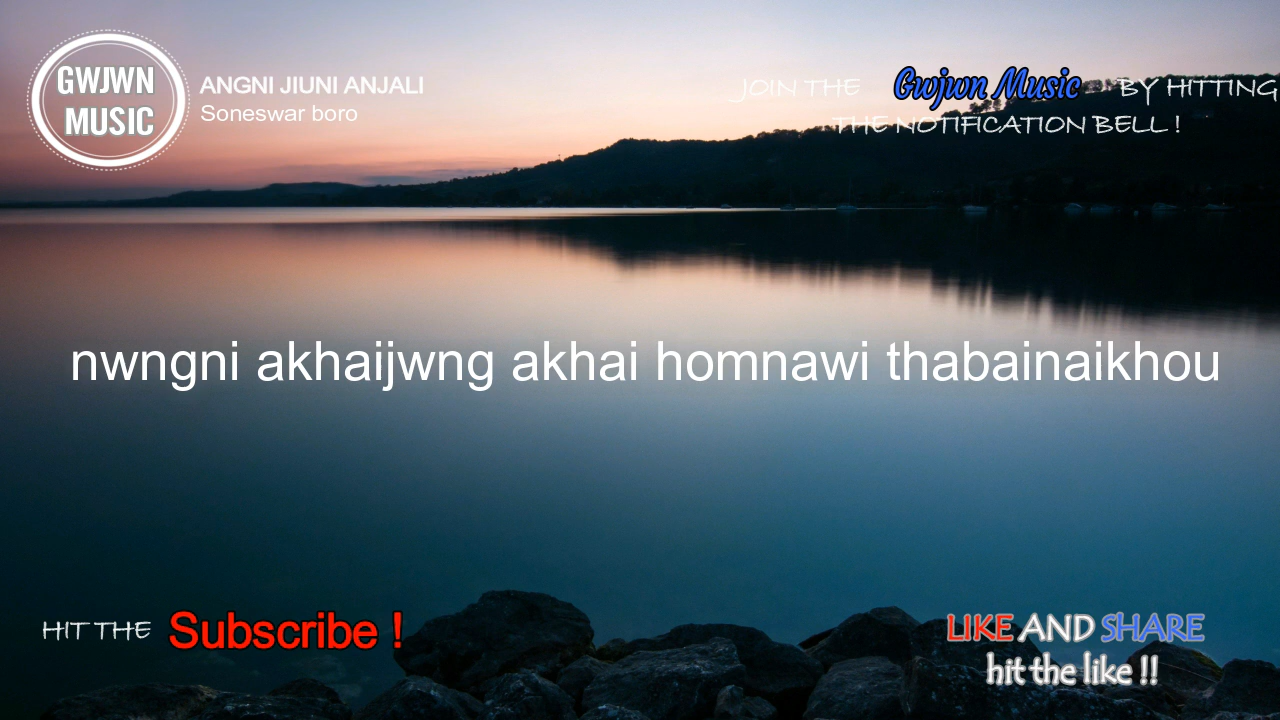 GWJWN
MUSIC
ANGNI JIUNI ANJALI
Soneswar boro
JOIN THE Gwjwn Music BY HITTING
THE NOTIFICATION BELL !
nwngni akhaijwng akhai homnawi thabainaikhou
HIT THE Subscribe !
LIKE AND SHARE
hit the like !!